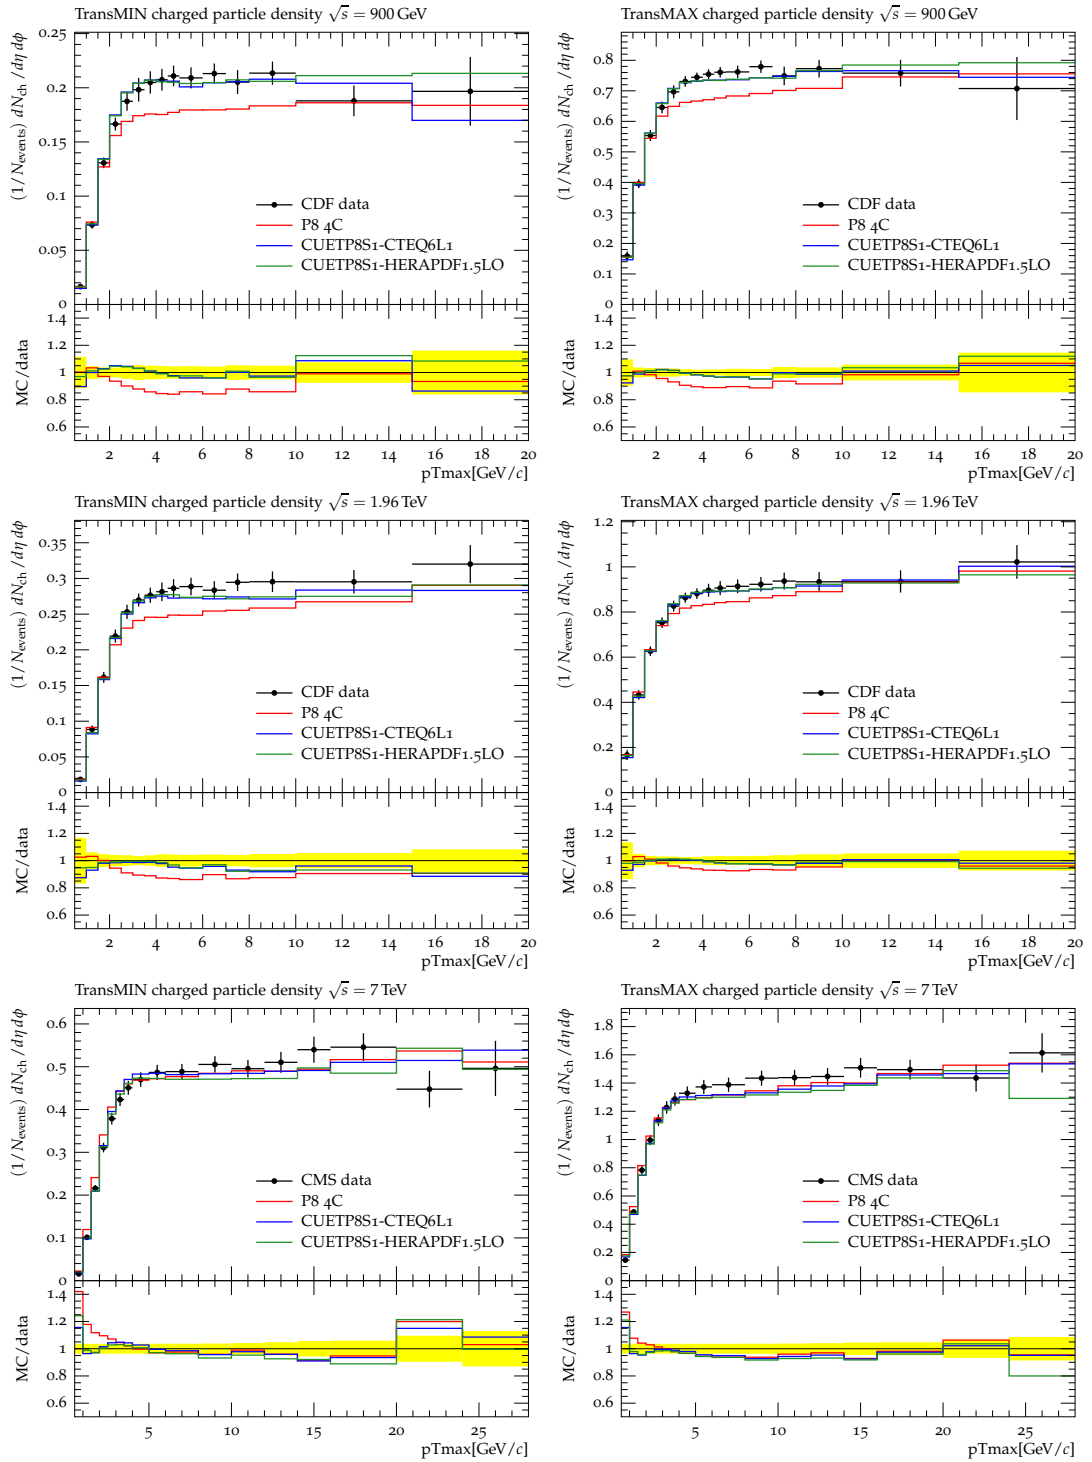 TransMIN charged particle density √s = 900 GeV
(1/N_events) dN_ch/dη dϕ
0.25
0.2
0.15
0.1
0.05
0
CDF data
P8 4C
CUETP8S1-CTEQ6L1
CUETP8S1-HERAPDF1.5LO
MC/data
1.4
1.2
1
0.8
0.6
2 4 6 8 10 12 14 16 18 20
pTmax[GeV/c]
TransMAX charged particle density √s = 900 GeV
(1/N_events) dN_ch/dη dϕ
0.8
0.7
0.6
0.5
0.4
0.3
0.2
0.1
0
CDF data
P8 4C
CUETP8S1-CTEQ6L1
CUETP8S1-HERAPDF1.5LO
MC/data
1.4
1.2
1
0.8
0.6
2 4 6 8 10 12 14 16 18 20
pTmax[GeV/c]
TransMIN charged particle density √s = 1.96 TeV
(1/N_events) dN_ch/dη dϕ
0.35
0.3
0.25
0.2
0.15
0.1
0.05
0
CDF data
P8 4C
CUETP8S1-CTEQ6L1
CUETP8S1-HERAPDF1.5LO
MC/data
1.4
1.2
1
0.8
0.6
2 4 6 8 10 12 14 16 18 20
pTmax[GeV/c]
TransMAX charged particle density √s = 1.96 TeV
(1/N_events) dN_ch/dη dϕ
1.2
1
0.8
0.6
0.4
0.2
0
CDF data
P8 4C
CUETP8S1-CTEQ6L1
CUETP8S1-HERAPDF1.5LO
MC/data
1.4
1.2
1
0.8
0.6
2 4 6 8 10 12 14 16 18 20
pTmax[GeV/c]
TransMIN charged particle density √s = 7 TeV
(1/N_events) dN_ch/dη dϕ
0.6
0.5
0.4
0.3
0.2
0.1
0
CMS data
P8 4C
CUETP8S1-CTEQ6L1
CUETP8S1-HERAPDF1.5LO
MC/data
1.4
1.2
1
0.8
0.6
5 10 15 20 25
pTmax[GeV/c]
TransMAX charged particle density √s = 7 TeV
(1/N_events) dN_ch/dη dϕ
1.8
1.6
1.4
1.2
1
0.8
0.6
0.4
0.2
0
CMS data
P8 4C
CUETP8S1-CTEQ6L1
CUETP8S1-HERAPDF1.5LO
MC/data
1.4
1.2
1
0.8
0.6
5 10 15 20 25
pTmax[GeV/c]